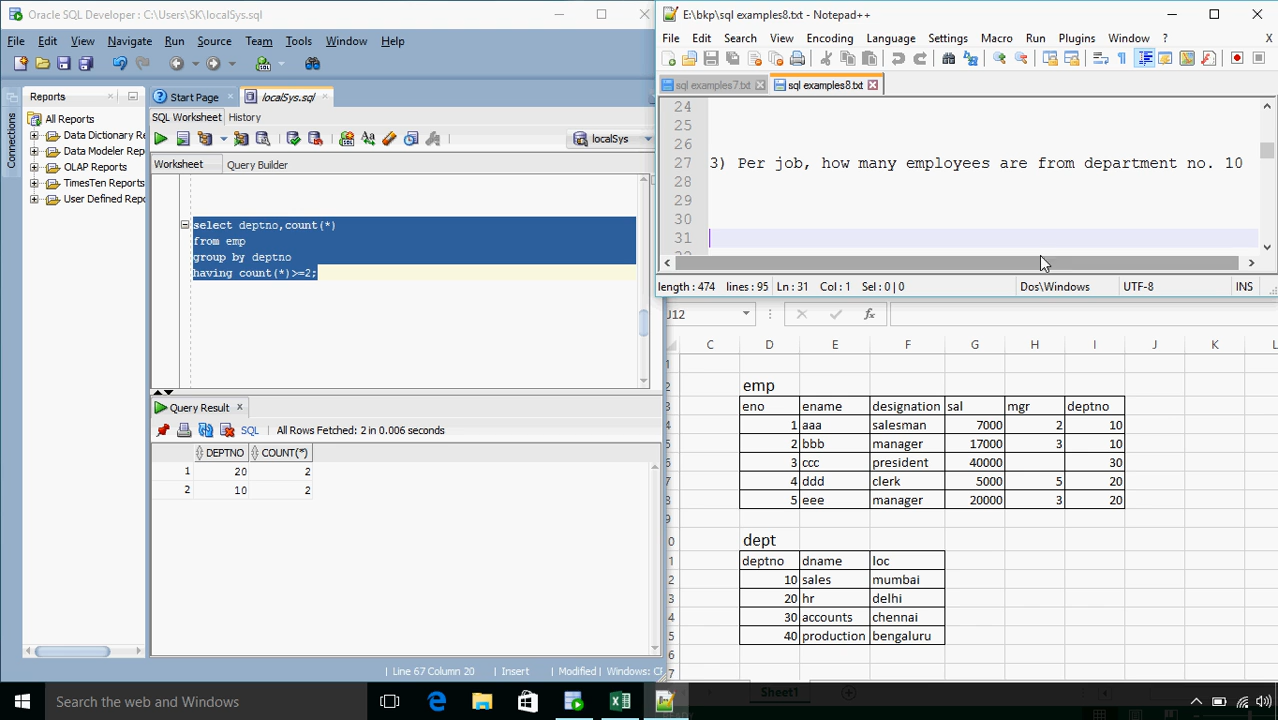 Oracle SQL Developer : C:\Users\SK\localSys.sql
File Edit View Navigate Run Source Team Tools Window Help
Connections
Reports
All Reports
Data Dictionary Re
Data Modeler Rep
OLAP Reports
TimesTen Reports
User Defined Repo
Start Page
localSys.sql
SQL Worksheet History
localSys
Worksheet Query Builder
select deptno,count(*)
from emp
group by deptno
having count(*)>=2;
Query Result
SQL All Rows Fetched: 2 in 0.006 seconds
DEPTNO COUNT(*)
1 20 2
2 10 2
Line 67 Column 20 Insert Modified Windows: CF
E:\bkp\sql examples8.txt - Notepad++
File Edit Search View Encoding Language Settings Macro Run Plugins Window ? X
sql examples7.txt sql examples8.txt
24
25
26
27 3) Per job, how many employees are from department no. 10
28
29
30
31
length : 474 lines : 95 Ln : 31 Col : 1 Sel : 0 | 0 Dos\Windows UTF-8 INS
J12 fx
C D E F G H I J K L
emp
eno ename designation sal mgr deptno
1 aaa salesman 7000 2 10
2 bbb manager 17000 3 10
3 ccc president 40000 30
4 ddd clerk 5000 5 20
5 eee manager 20000 3 20
dept
deptno dname loc
10 sales mumbai
20 hr delhi
30 accounts chennai
40 production bengaluru
Sheet1
Search the web and Windows